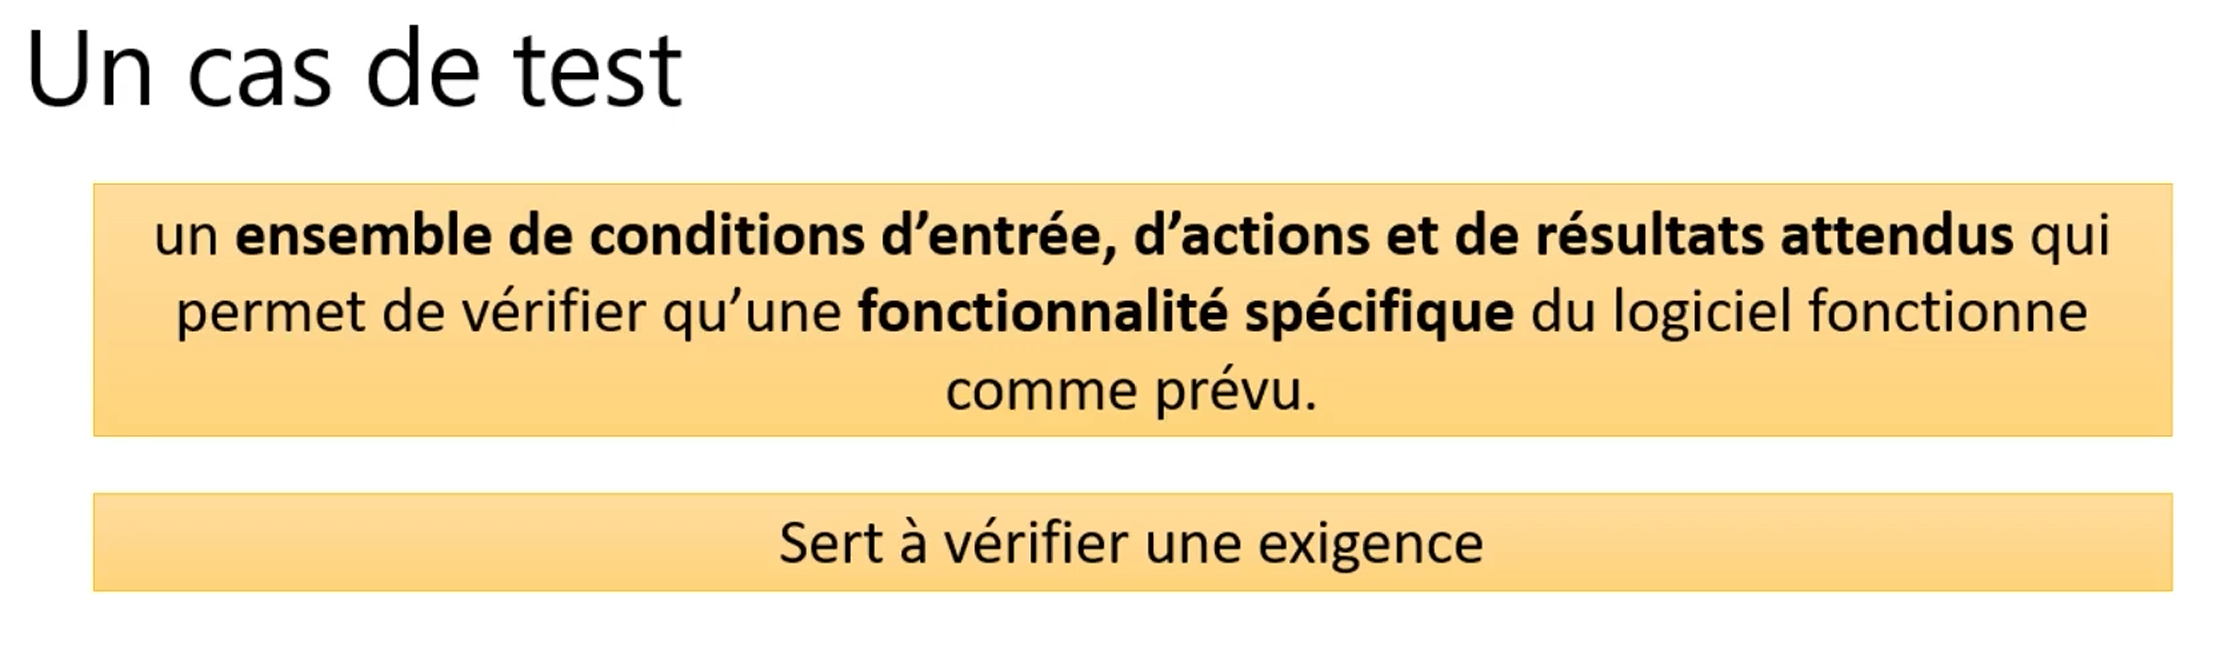 Un cas de test
un ensemble de conditions d’entrée, d’actions et de résultats attendus qui
permet de vérifier qu’une fonctionnalité spécifique du logiciel fonctionne
comme prévu.
Sert à vérifier une exigence